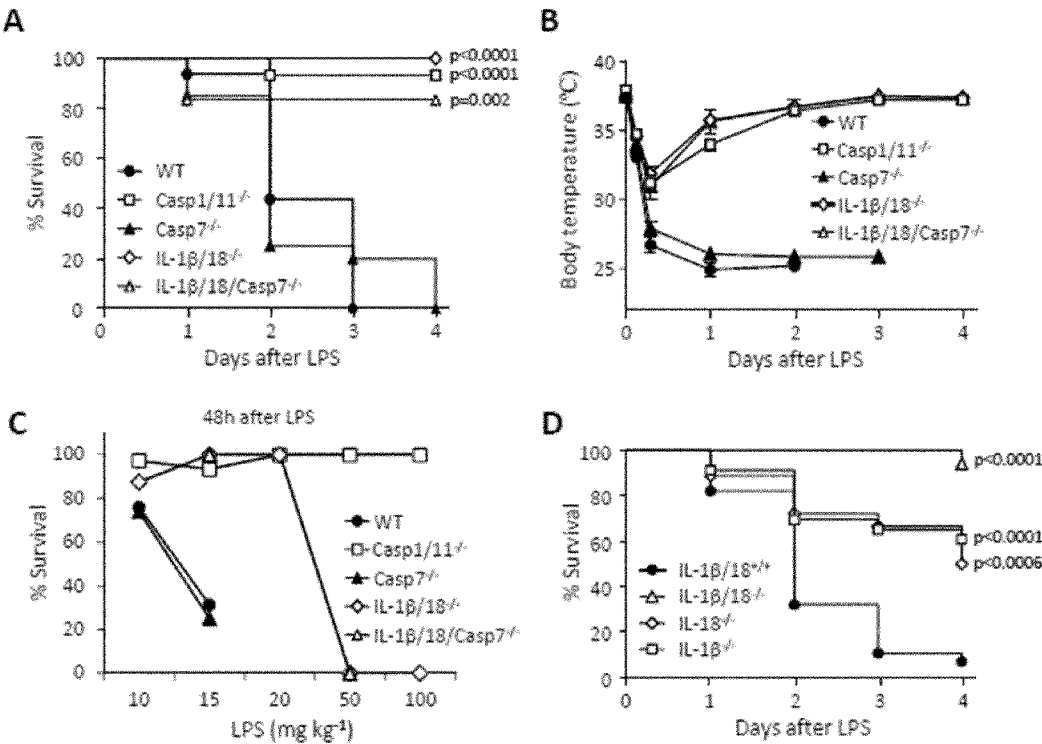 A
% Survival
100
80
60
40
20
0
p<0.0001
p<0.0001
p=0.002
WT
Casp1/11⁻/⁻
Casp7⁻/⁻
IL-1β/18⁻/⁻
IL-1β/18/Casp7⁻/⁻
0 1 2 3 4
Days after LPS
B
Body temperature (°C)
40
35
30
25
WT
Casp1/11⁻/⁻
Casp7⁻/⁻
IL-1β/18⁻/⁻
IL-1β/18/Casp7⁻/⁻
0 1 2 3 4
Days after LPS
C
48h after LPS
% Survival
100
80
60
40
20
0
WT
Casp1/11⁻/⁻
Casp7⁻/⁻
IL-1β/18⁻/⁻
IL-1β/18/Casp7⁻/⁻
10 15 20 50 100
LPS (mg kg⁻¹)
D
% Survival
100
80
60
40
20
0
p<0.0001
p<0.0001
p<0.0006
IL-1β/18⁺/⁺
IL-1β/18⁻/⁻
IL-18⁻/⁻
IL-1β⁻/⁻
0 1 2 3 4
Days after LPS